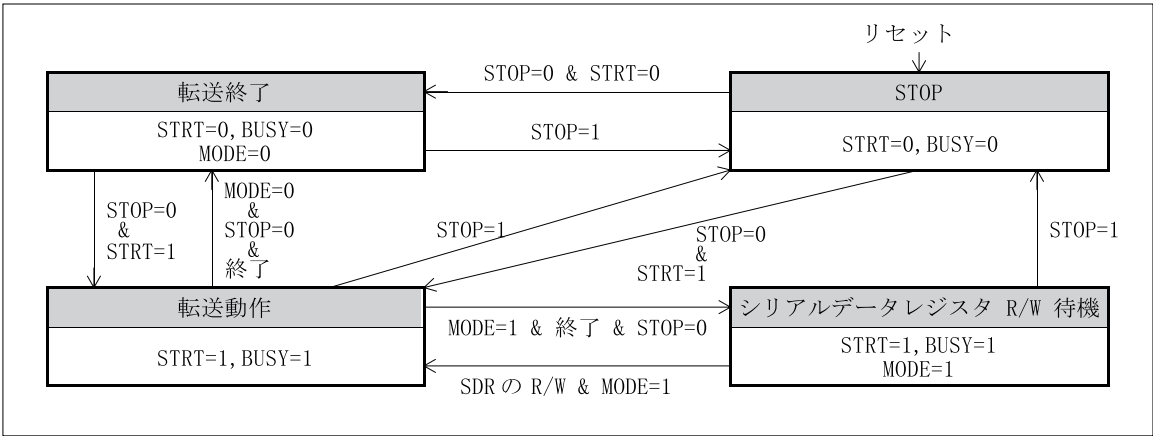 リセット
STOP=0 & STRT=0
転送終了
STOP
STRT=0,BUSY=0
MODE=0
STOP=1
STRT=0,BUSY=0
STOP=0
&
STRT=1
MODE=0
&
STOP=0
&
終了
STOP=1
STOP=0
&
STRT=1
STOP=1
転送動作
シリアルデータレジスタ R/W 待機
MODE=1 & 終了 & STOP=0
STRT=1,BUSY=1
STRT=1,BUSY=1
MODE=1
SDRの R/W & MODE=1